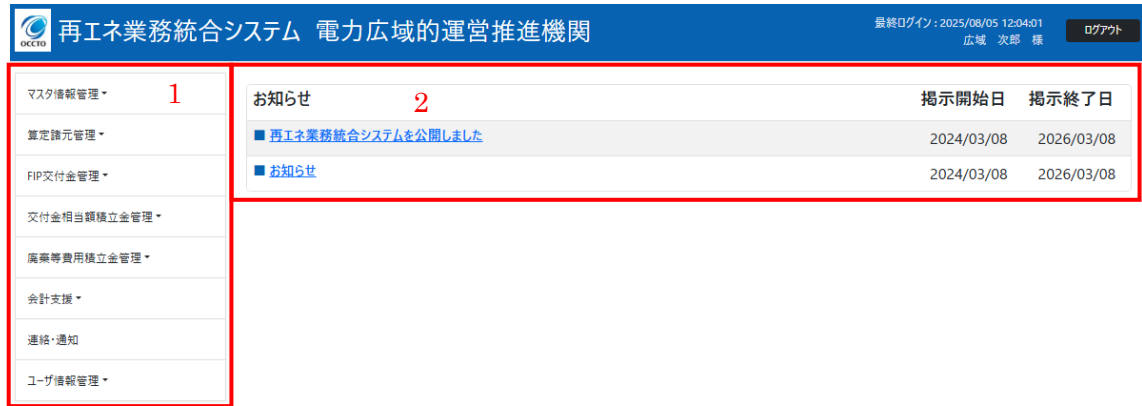 OCCTO
再エネ業務統合システム 電力広域的運営推進機関
最終ログイン : 2025/08/05 12:04:01
広域 次郎 様
ログアウト
マスタ情報管理
1
算定諸元管理
FIP交付金管理
交付金相当額積立金管理
廃棄等費用積立金管理
会計支援
連絡・通知
ユーザ情報管理
お知らせ 2 掲示開始日 掲示終了日
再エネ業務統合システムを公開しました 2024/03/08 2026/03/08
お知らせ 2024/03/08 2026/03/08